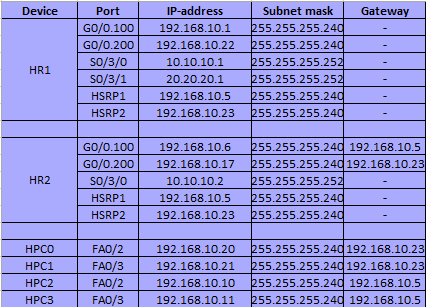 Device Port IP-address Subnet mask Gateway
G0/0.100 192.168.10.1 255.255.255.240 -
G0/0.200 192.168.10.22 255.255.255.240 -
HR1 S0/3/0 10.10.10.1 255.255.255.252 -
S0/3/1 20.20.20.1 255.255.255.252 -
HSRP1 192.168.10.5 255.255.255.240 -
HSRP2 192.168.10.23 255.255.255.240 -
G0/0.100 192.168.10.6 255.255.255.240 192.168.10.5
G0/0.200 192.168.10.17 255.255.255.240 192.168.10.23
HR2 S0/3/0 10.10.10.2 255.255.255.252 -
HSRP1 192.168.10.5 255.255.255.240 -
HSRP2 192.168.10.23 255.255.255.240 -
HPC0 FA0/2 192.168.10.20 255.255.255.240 192.168.10.23
HPC1 FA0/3 192.168.10.21 255.255.255.240 192.168.10.23
HPC2 FA0/2 192.168.10.10 255.255.255.240 192.168.10.5
HPC3 FA0/3 192.168.10.11 255.255.255.240 192.168.10.5